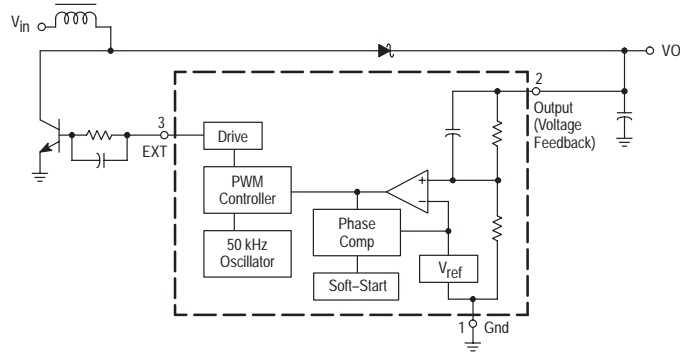 Vin
VO
2
Output
(Voltage
Feedback)
3
EXT
Drive
PWM
Controller
50 kHz
Oscillator
+
−
Phase
Comp
Soft–Start
Vref
1 Gnd